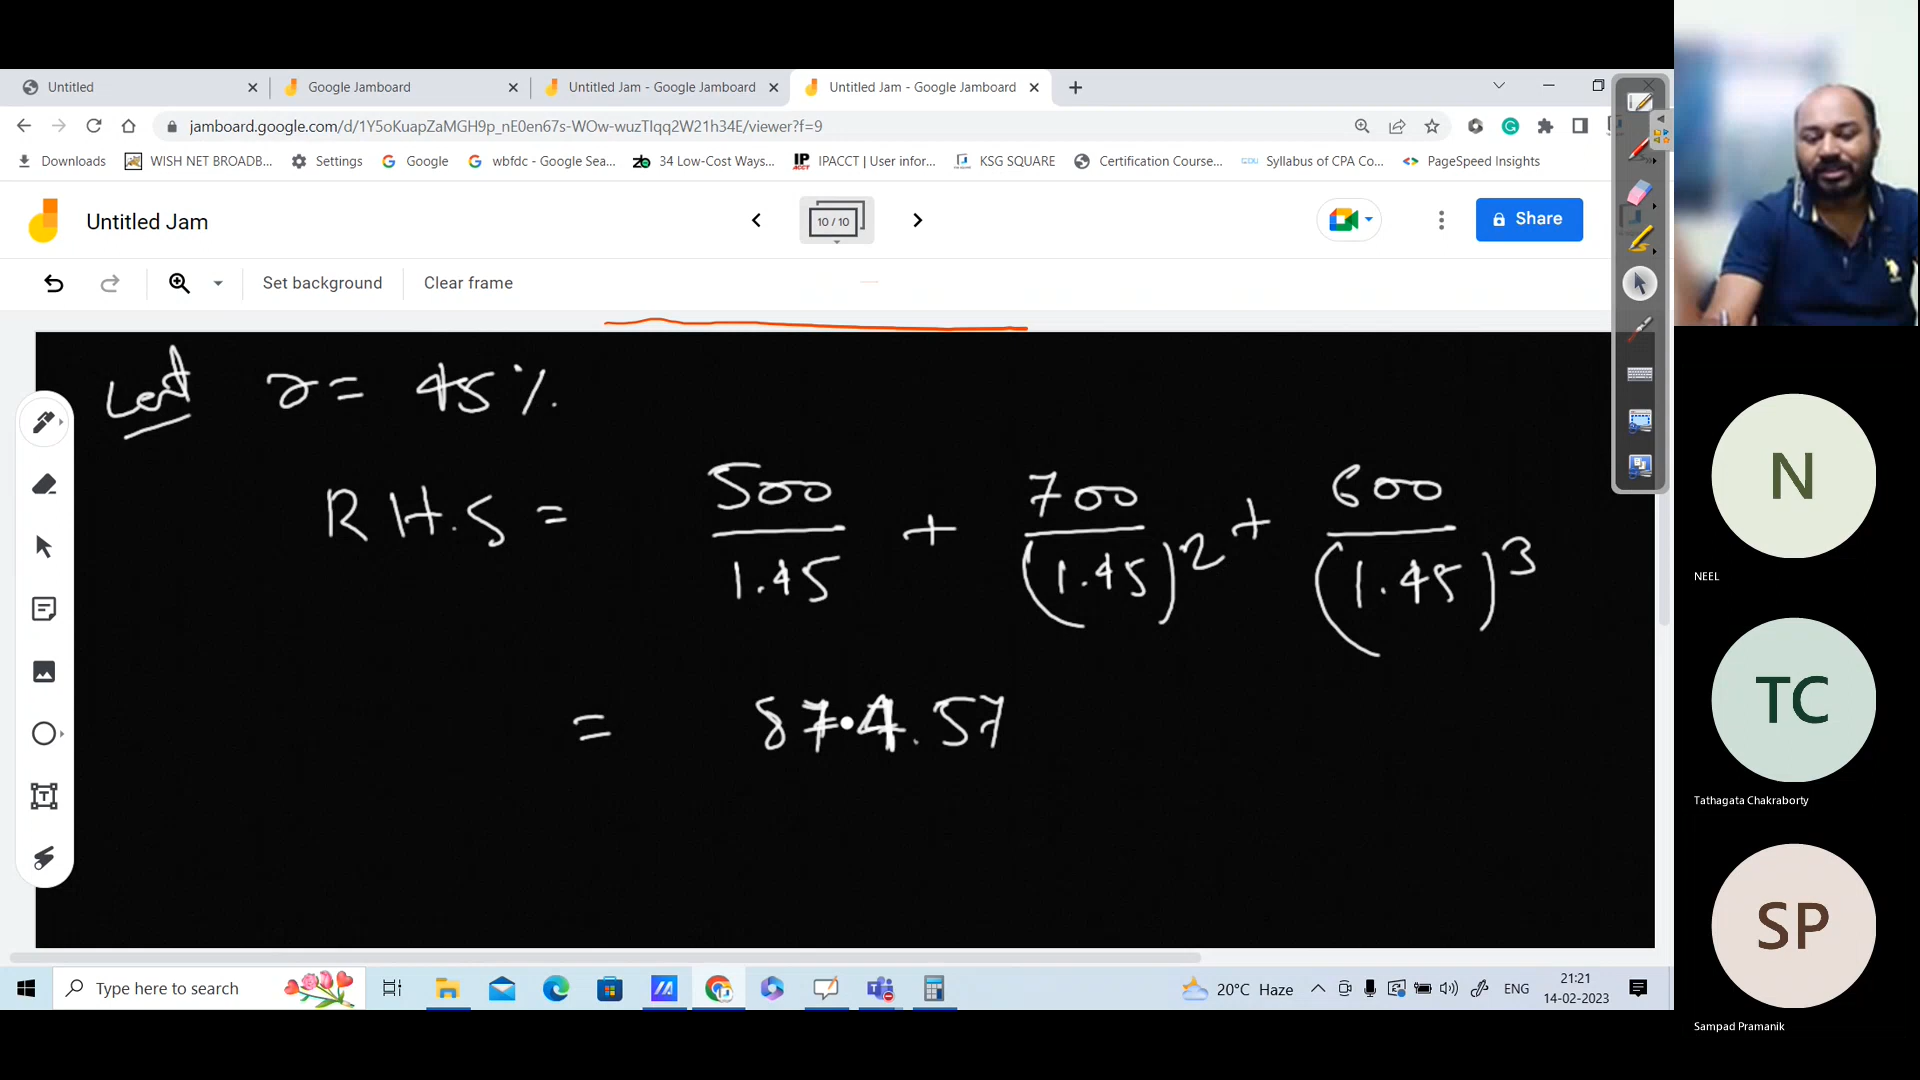 Untitled
Google Jamboard
Untitled Jam - Google Jamboard
Untitled Jam - Google Jamboard
jamboard.google.com/d/1Y5oKuapZaMGH9p_nE0en67s-WOw-wuzTIqq2W21h34E/viewer?f=9
Downloads WISH NET BROADB... Settings Google wbfdc - Google Sea... 34 Low-Cost Ways... IPACCT | User infor... KSG SQUARE Certification Course... Syllabus of CPA Co... PageSpeed Insights
Untitled Jam
10 / 10
Share
Set background Clear frame
Let r = 45%.
R.H.S = 500/1.45 + 700/(1.45)^2 + 600/(1.45)^3
= 874.57
N
NEEL
TC
Tathagata Chakraborty
SP
Sampad Pramanik
Type here to search
20°C Haze
ENG
21:21
14-02-2023